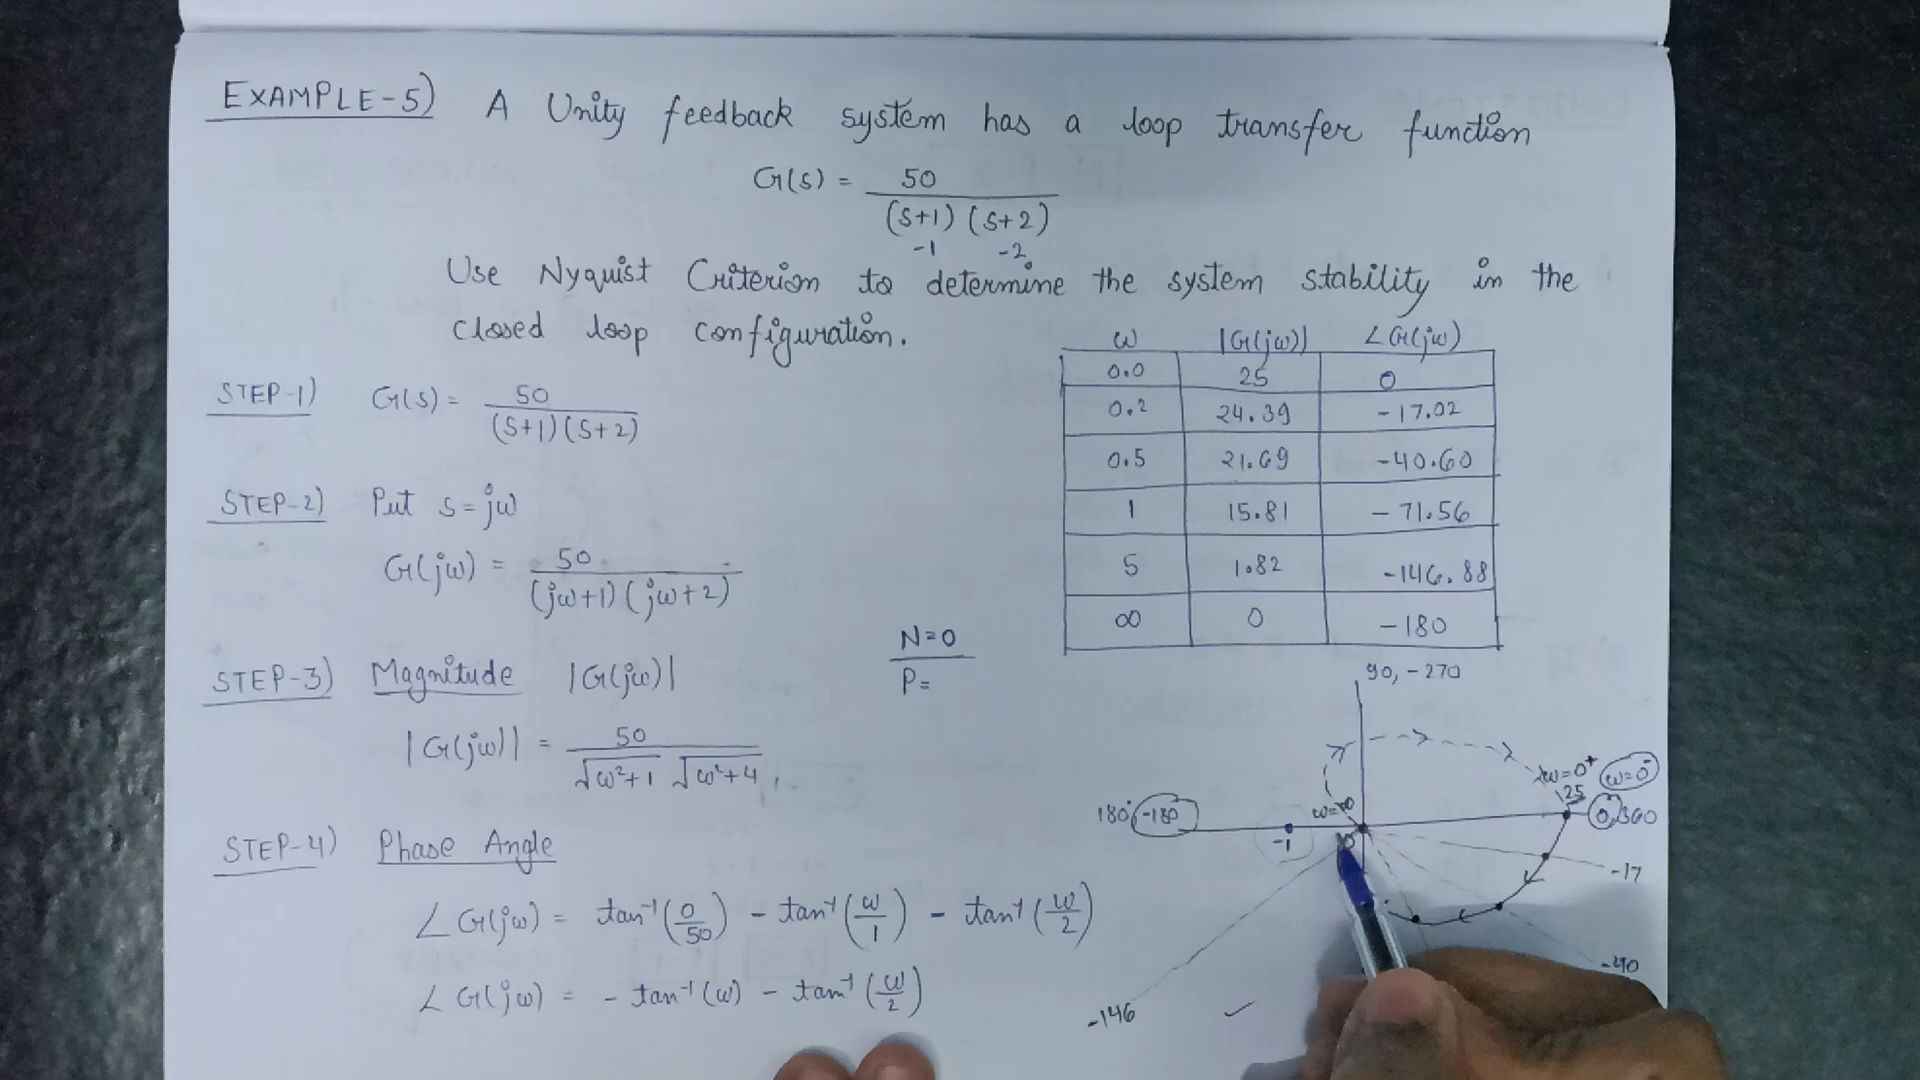 EXAMPLE-5) A Unity feedback system has a loop transfer function
G(s) = 50 / (s+1) (s+2)
-1 -2
Use Nyquist Criterion to determine the system stability in the
closed loop configuration.
ω |G(jω)| ∠G(jω)
0.0 25 0
0.2 24.39 -17.02
0.5 21.69 -40.60
1 15.81 -71.56
5 1.82 -146.88
∞ 0 -180
STEP-1) G(s) = 50 / (s+1)(s+2)
STEP-2) Put s=jω
G(jω) = 50 / (jω+1)(jω+2)
STEP-3) Magnitude |G(jω)|
|G(jω)| = 50 / √ω²+1 √ω²+4
STEP-4) Phase Angle
∠G(jω) = tan⁻¹(0/50) - tan⁻¹(ω/1) - tan⁻¹(ω/2)
∠G(jω) = - tan⁻¹(ω) - tan⁻¹(ω/2)
N=0
P=
90, -270
ω=0⁺ ω=0⁻
25
180, -180
0, 360
-1
-17
-40
-146